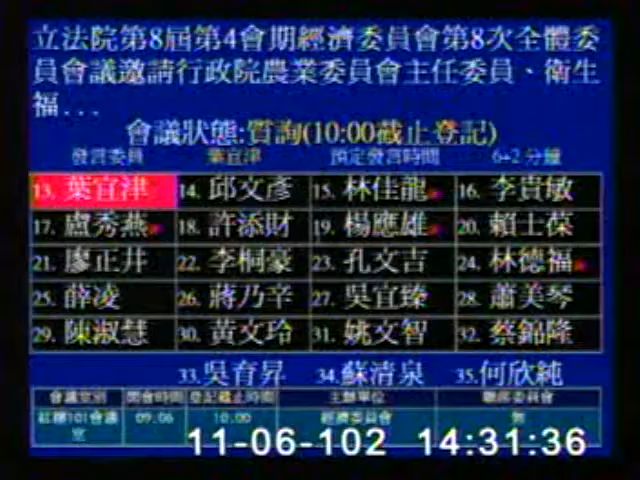 立法院第8屆第4會期經濟委員會第8次全體委
員會議邀請行政院農業委員會主任委員、衛生
福...
會議狀態:質詢(10:00截止登記)
發言委員 葉宜津 預定發言時間 6+2 分鐘
13. 葉宜津 14. 邱文彥 15. 林佳龍 16. 李貴敏
17. 盧秀燕 18. 許添財 19. 楊應雄 20. 賴士葆
21. 廖正井 22. 李桐豪 23. 孔文吉 24. 林德福
25. 薛凌 26. 蔣乃辛 27. 吳宜臻 28. 蕭美琴
29. 陳淑慧 30. 黃文玲 31. 姚文智 32. 蔡錦隆
33. 吳育昇 34. 蘇清泉 35. 何欣純
會議室別 開會時間 登記截止時間 主辦單位 聯席委員會
紅樓101會議室 09:06 10:00 經濟委員會 無
11-06-102 14:31:36